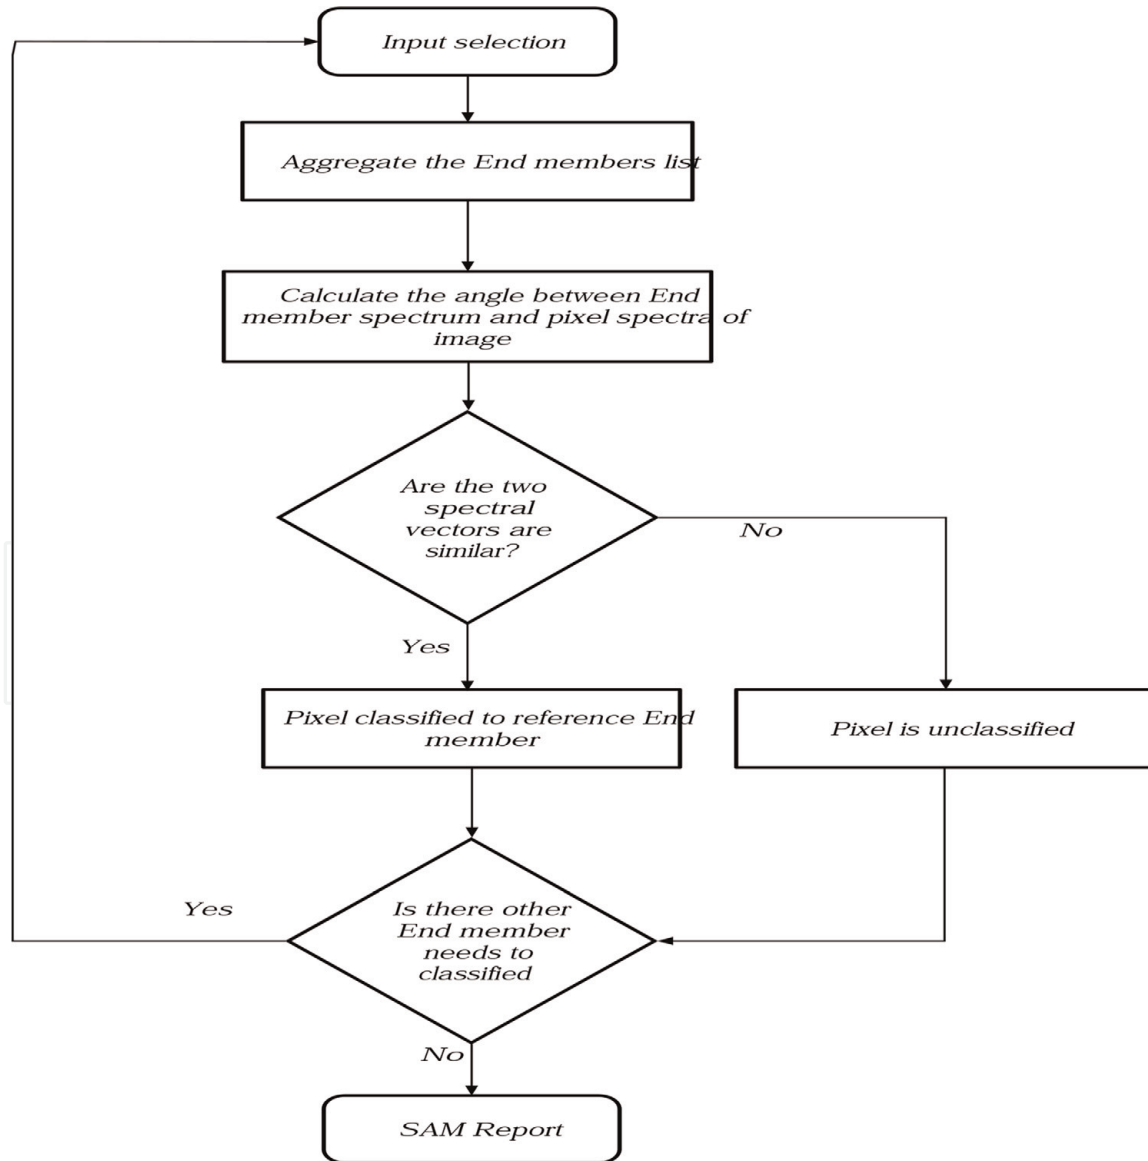 Input selection
Aggregate the End members list
Calculate the angle between End
member spectrum and pixel spectra of
image
Are the two
spectral
vectors are
similar?
No
Yes
Pixel classified to reference End
member
Pixel is unclassified
Yes
Is there other
End member
needs to
classified
No
SAM Report